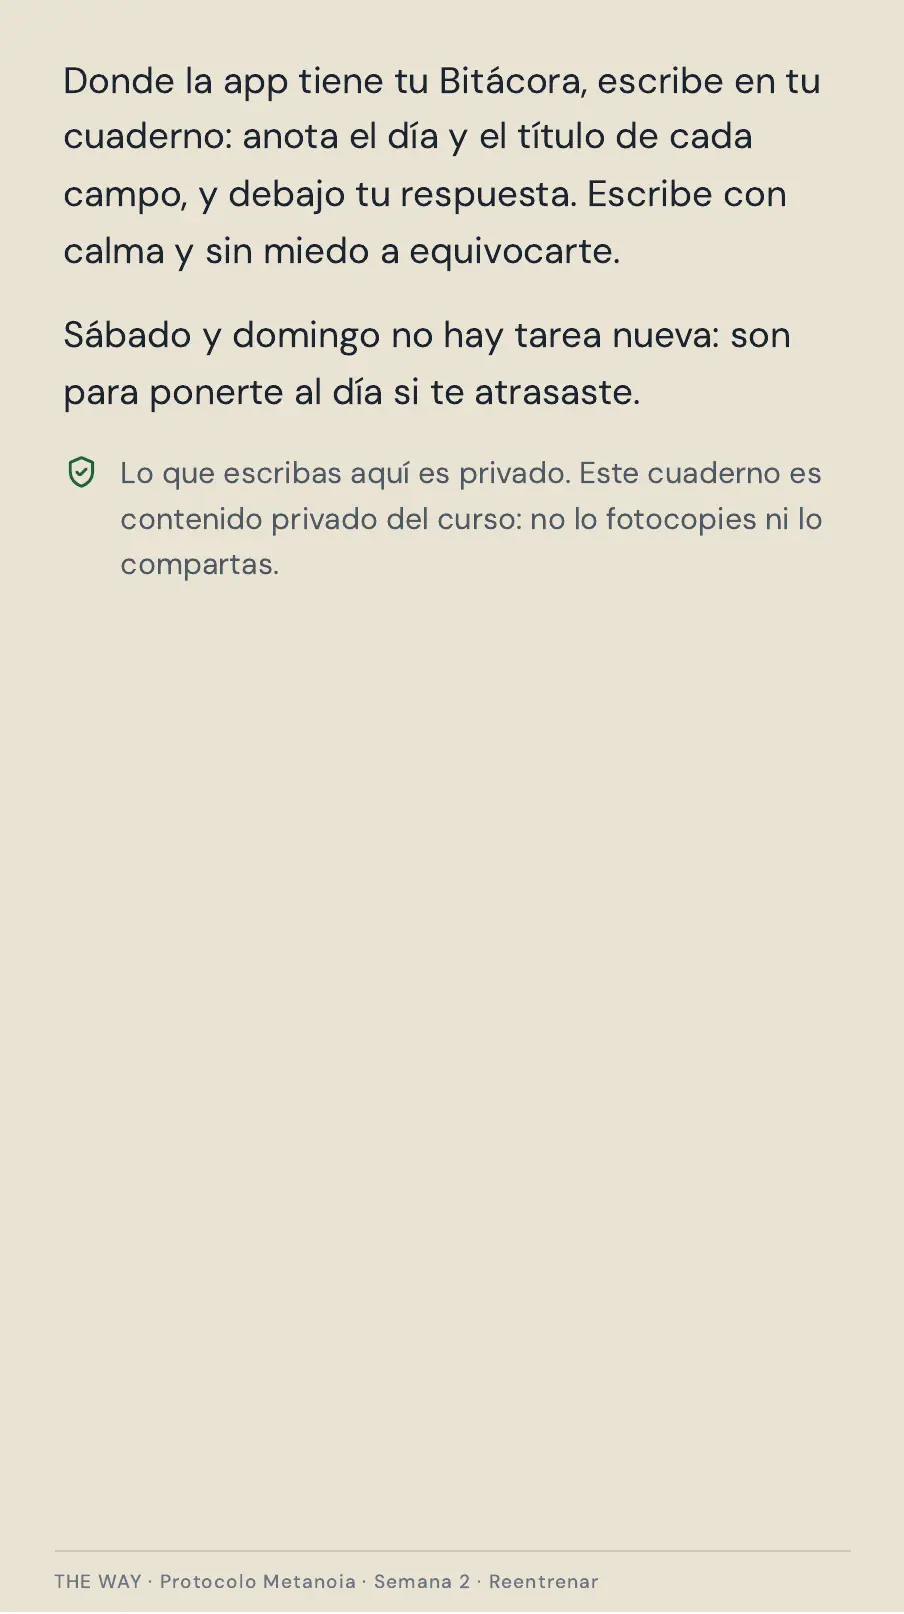 Donde la app tiene tu Bitácora, escribe en tu
cuaderno: anota el día y el título de cada
campo, y debajo tu respuesta. Escribe con
calma y sin miedo a equivocarte.
Sábado y domingo no hay tarea nueva: son
para ponerte al día si te atrasaste.
Lo que escribas aquí es privado. Este cuaderno es
contenido privado del curso: no lo fotocopies ni lo
compartas.
THE WAY · Protocolo Metanoia · Semana 2 · Reentrenar